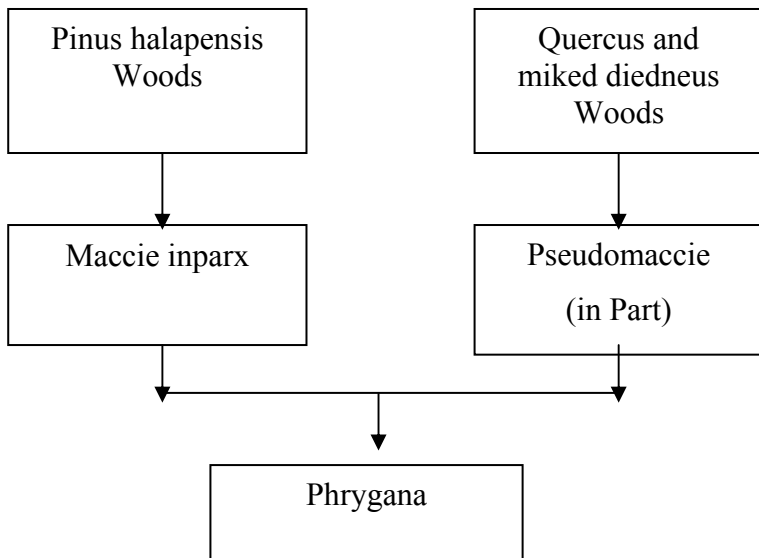 Pinus halapensis
Woods
Quercus and
miked diedneus
Woods
Maccie inparx
Pseudomaccie
(in Part)
Phrygana